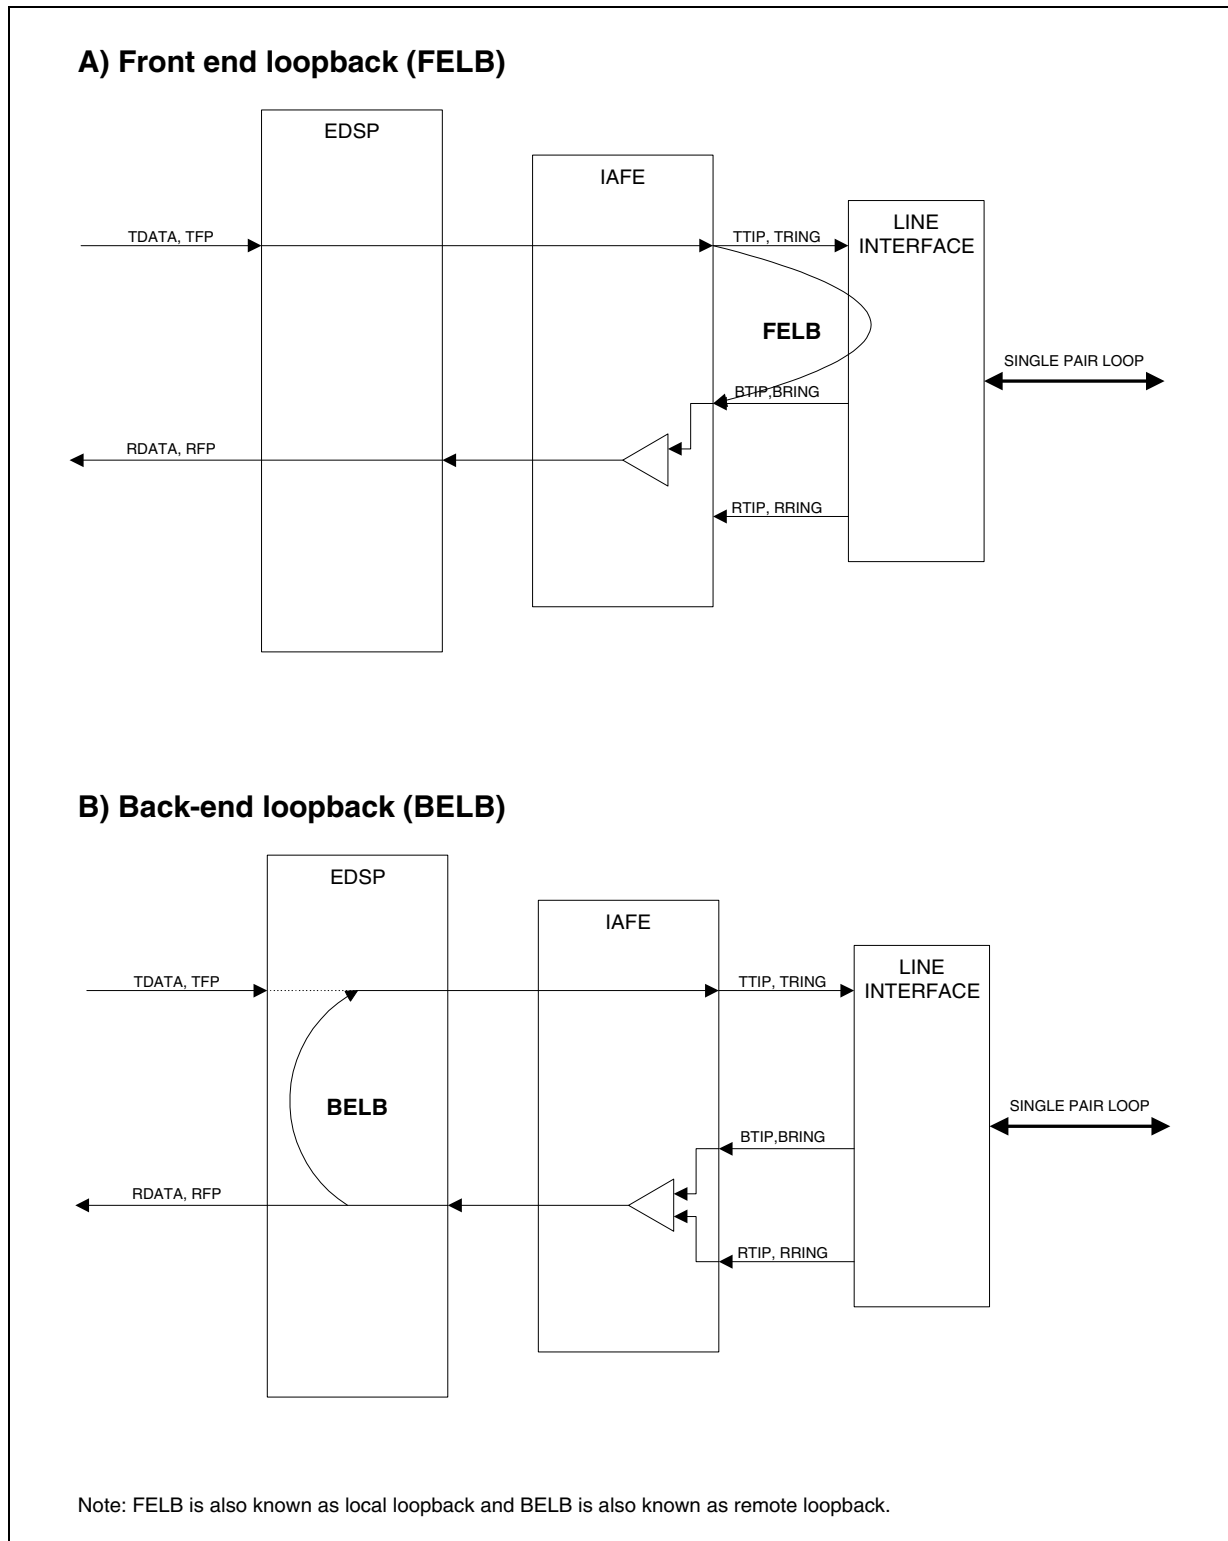 A) Front end loopback (FELB)
EDSP
IAFE
LINE
INTERFACE
TDATA, TFP
TTIP, TRING
FELB
SINGLE PAIR LOOP
BTIP,BRING
RDATA, RFP
RTIP, RRING
B) Back-end loopback (BELB)
EDSP
IAFE
LINE
INTERFACE
TDATA, TFP
TTIP, TRING
BELB
SINGLE PAIR LOOP
BTIP,BRING
RDATA, RFP
RTIP, RRING
Note: FELB is also known as local loopback and BELB is also known as remote loopback.